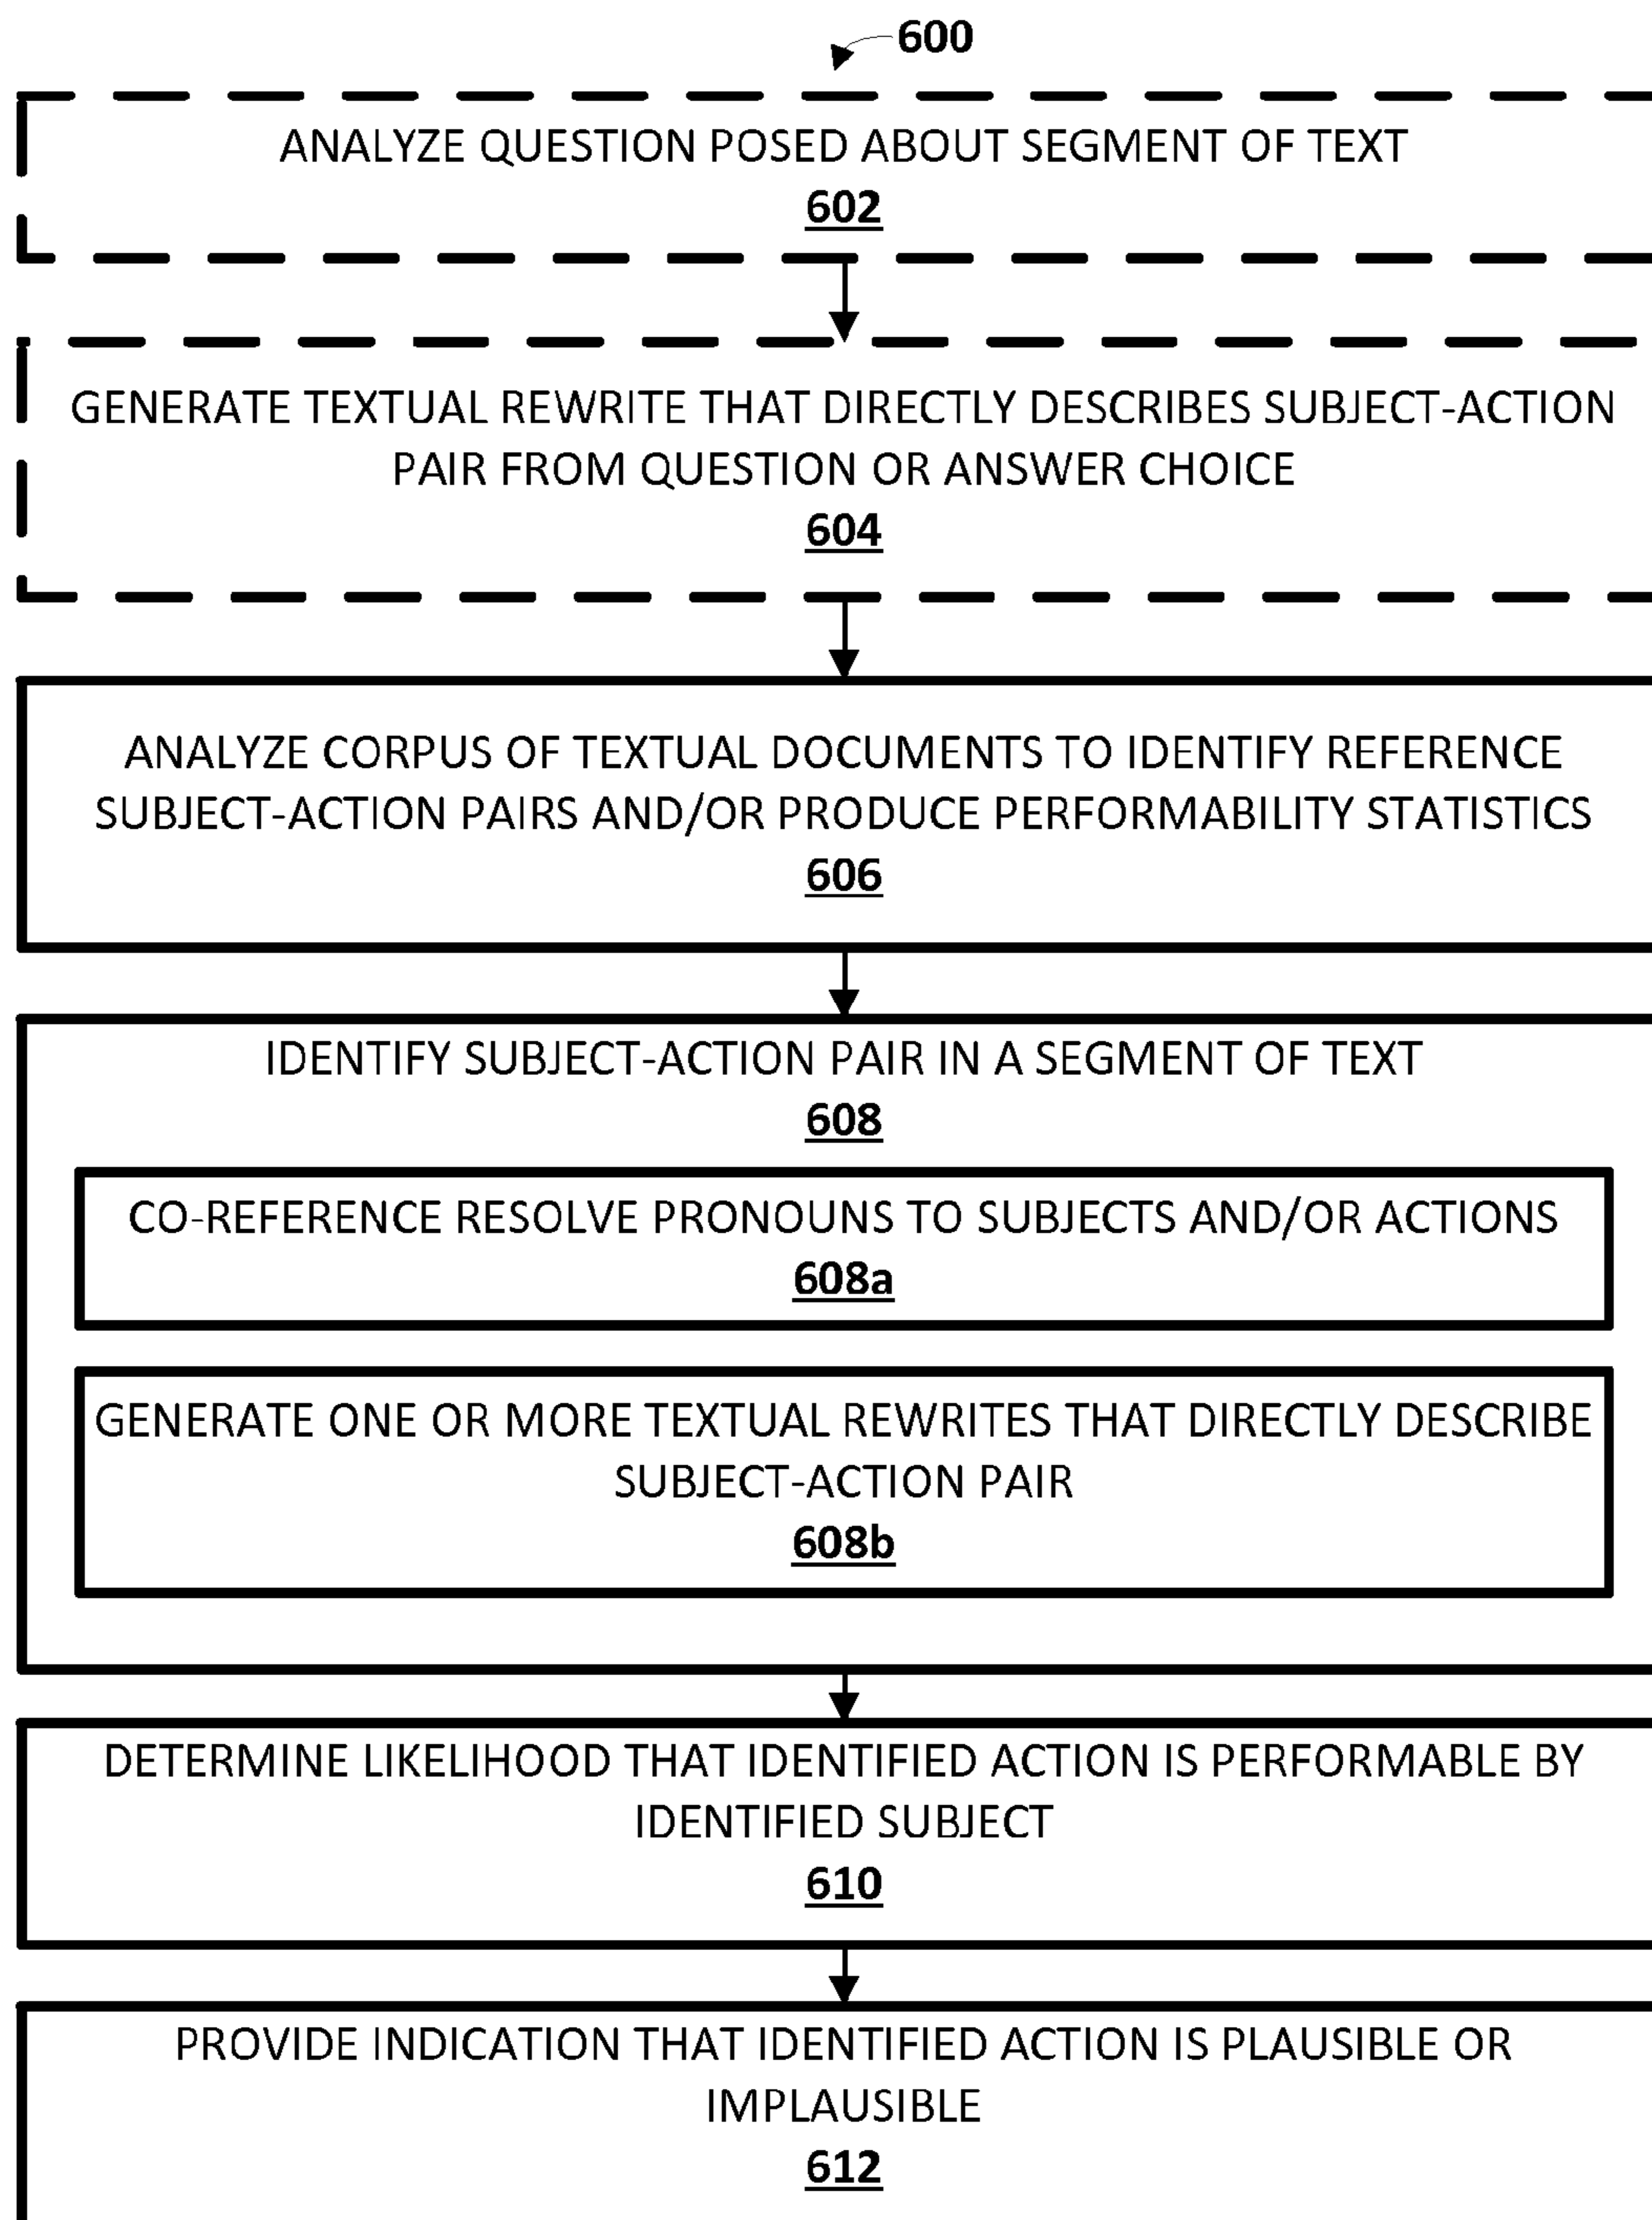 600
ANALYZE QUESTION POSED ABOUT SEGMENT OF TEXT
602
GENERATE TEXTUAL REWRITE THAT DIRECTLY DESCRIBES SUBJECT-ACTION
PAIR FROM QUESTION OR ANSWER CHOICE
604
ANALYZE CORPUS OF TEXTUAL DOCUMENTS TO IDENTIFY REFERENCE
SUBJECT-ACTION PAIRS AND/OR PRODUCE PERFORMABILITY STATISTICS
606
IDENTIFY SUBJECT-ACTION PAIR IN A SEGMENT OF TEXT
608
CO-REFERENCE RESOLVE PRONOUNS TO SUBJECTS AND/OR ACTIONS
608a
GENERATE ONE OR MORE TEXTUAL REWRITES THAT DIRECTLY DESCRIBE
SUBJECT-ACTION PAIR
608b
DETERMINE LIKELIHOOD THAT IDENTIFIED ACTION IS PERFORMABLE BY
IDENTIFIED SUBJECT
610
PROVIDE INDICATION THAT IDENTIFIED ACTION IS PLAUSIBLE OR
IMPLAUSIBLE
612